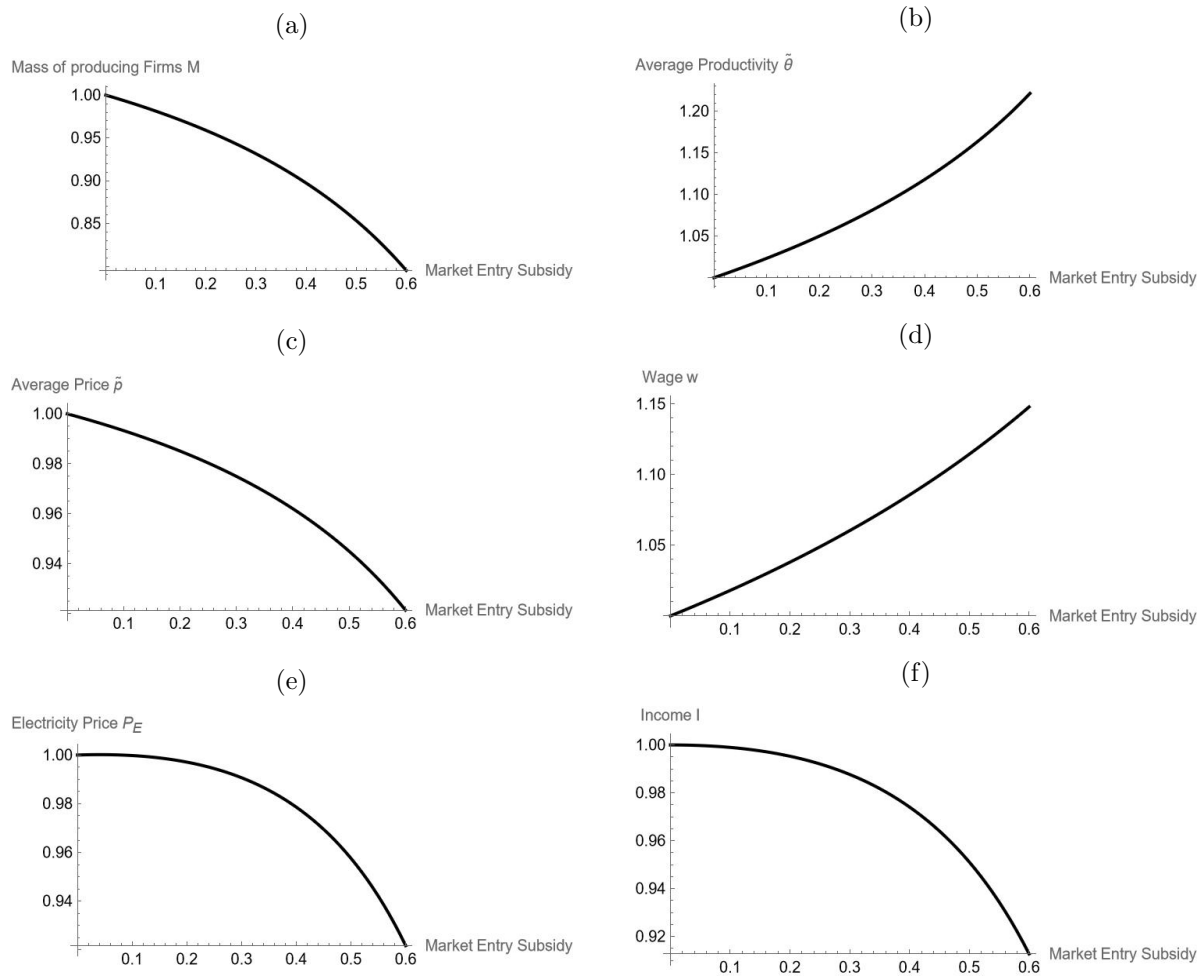 (a)
Mass of producing Firms M
1.00
0.95
0.90
0.85
0.1 0.2 0.3 0.4 0.5 0.6
Market Entry Subsidy
(b)
Average Productivity θ̃
1.20
1.15
1.10
1.05
0.1 0.2 0.3 0.4 0.5 0.6
Market Entry Subsidy
(c)
Average Price p̃
1.00
0.98
0.96
0.94
0.1 0.2 0.3 0.4 0.5 0.6
Market Entry Subsidy
(d)
Wage w
1.15
1.10
1.05
0.1 0.2 0.3 0.4 0.5 0.6
Market Entry Subsidy
(e)
Electricity Price P_E
1.00
0.98
0.96
0.94
0.1 0.2 0.3 0.4 0.5 0.6
Market Entry Subsidy
(f)
Income I
1.00
0.98
0.96
0.94
0.92
0.1 0.2 0.3 0.4 0.5 0.6
Market Entry Subsidy